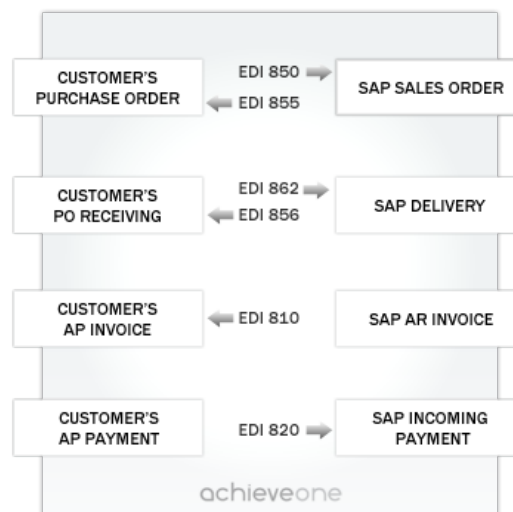 CUSTOMER'S
PURCHASE ORDER
EDI 850
EDI 855
SAP SALES ORDER
CUSTOMER'S
PO RECEIVING
EDI 862
EDI 856
SAP DELIVERY
CUSTOMER'S
AP INVOICE
EDI 810
SAP AR INVOICE
CUSTOMER'S
AP PAYMENT
EDI 820
SAP INCOMING
PAYMENT
achieveone